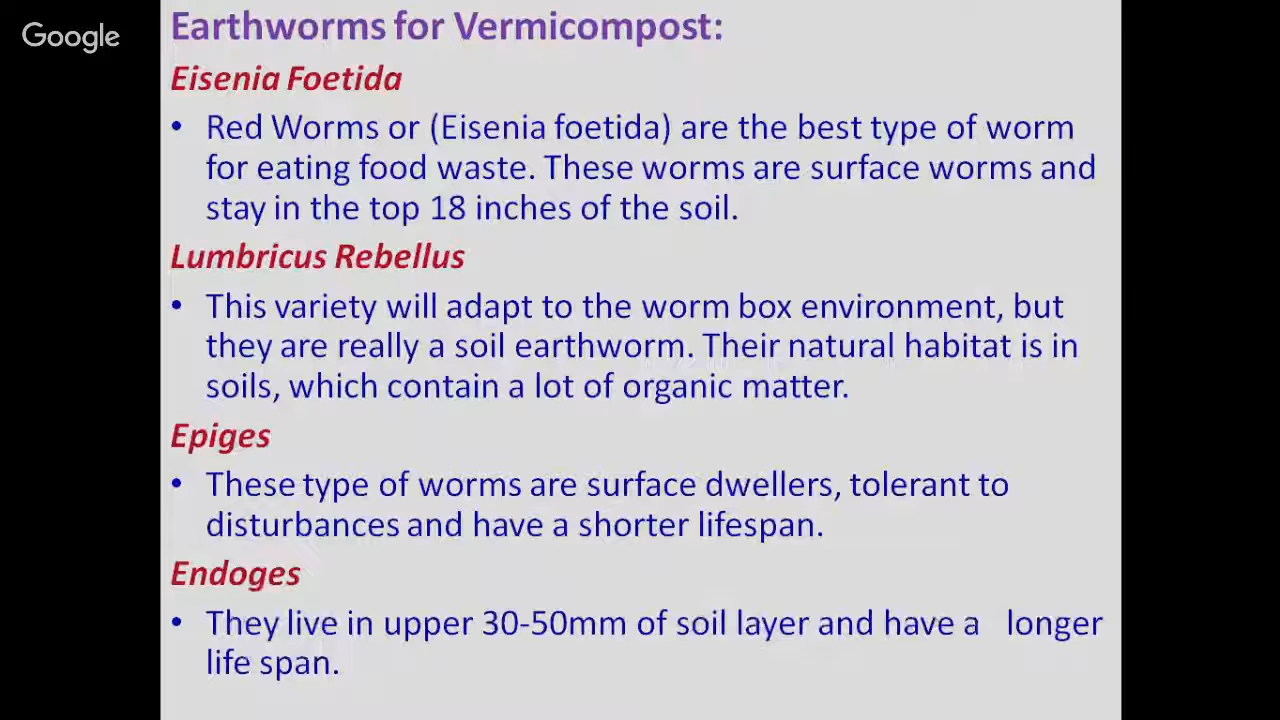 Google
Earthworms for Vermicompost:
Eisenia Foetida
• Red Worms or (Eisenia foetida) are the best type of worm
for eating food waste. These worms are surface worms and
stay in the top 18 inches of the soil.
Lumbricus Rebellus
• This variety will adapt to the worm box environment, but
they are really a soil earthworm. Their natural habitat is in
soils, which contain a lot of organic matter.
Epiges
• These type of worms are surface dwellers, tolerant to
disturbances and have a shorter lifespan.
Endoges
• They live in upper 30-50mm of soil layer and have a longer
life span.